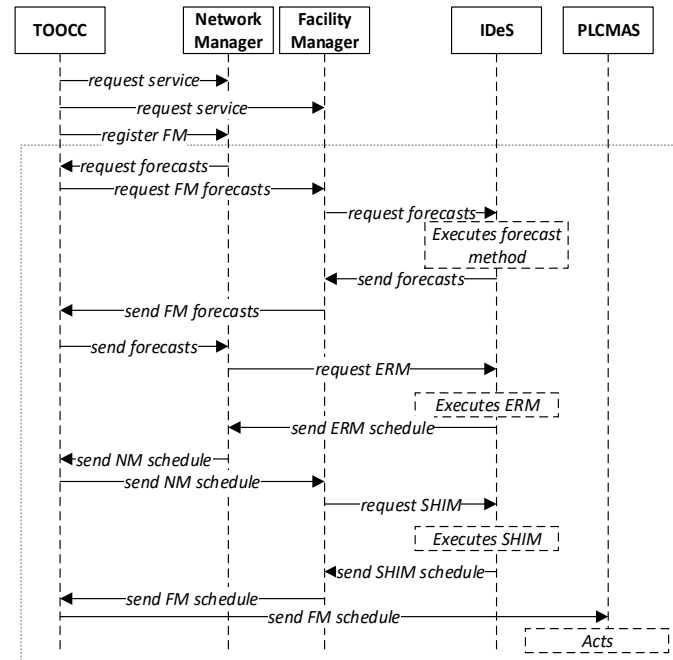 TOOCC
Network
Manager
Facility
Manager
IDeS
PLCMAS
request service
request service
register FM
request forecasts
request FM forecasts
request forecasts
Executes forecast
method
send forecasts
send FM forecasts
send forecasts
request ERM
Executes ERM
send ERM schedule
send NM schedule
send NM schedule
request SHIM
Executes SHIM
send SHIM schedule
send FM schedule
send FM schedule
Acts